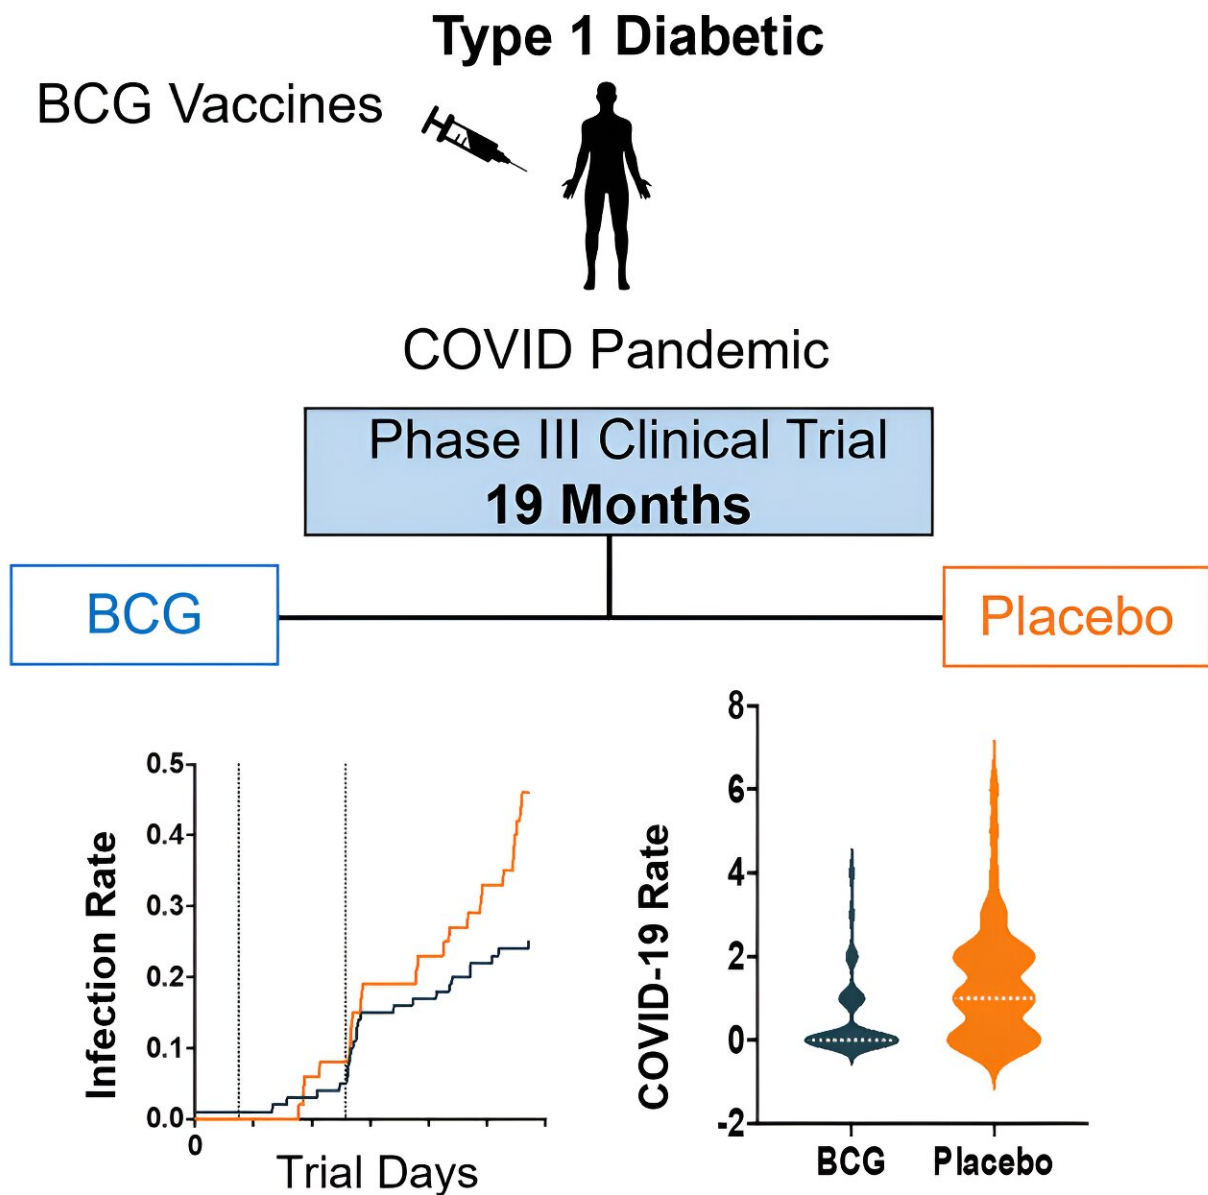 Type 1 Diabetic
BCG Vaccines
COVID Pandemic
Phase III Clinical Trial
19 Months
BCG
Placebo
Infection Rate
0.5
0.4
0.3
0.2
0.1
0.0
0
Trial Days
COVID-19 Rate
8
6
4
2
0
-2
BCG
Placebo